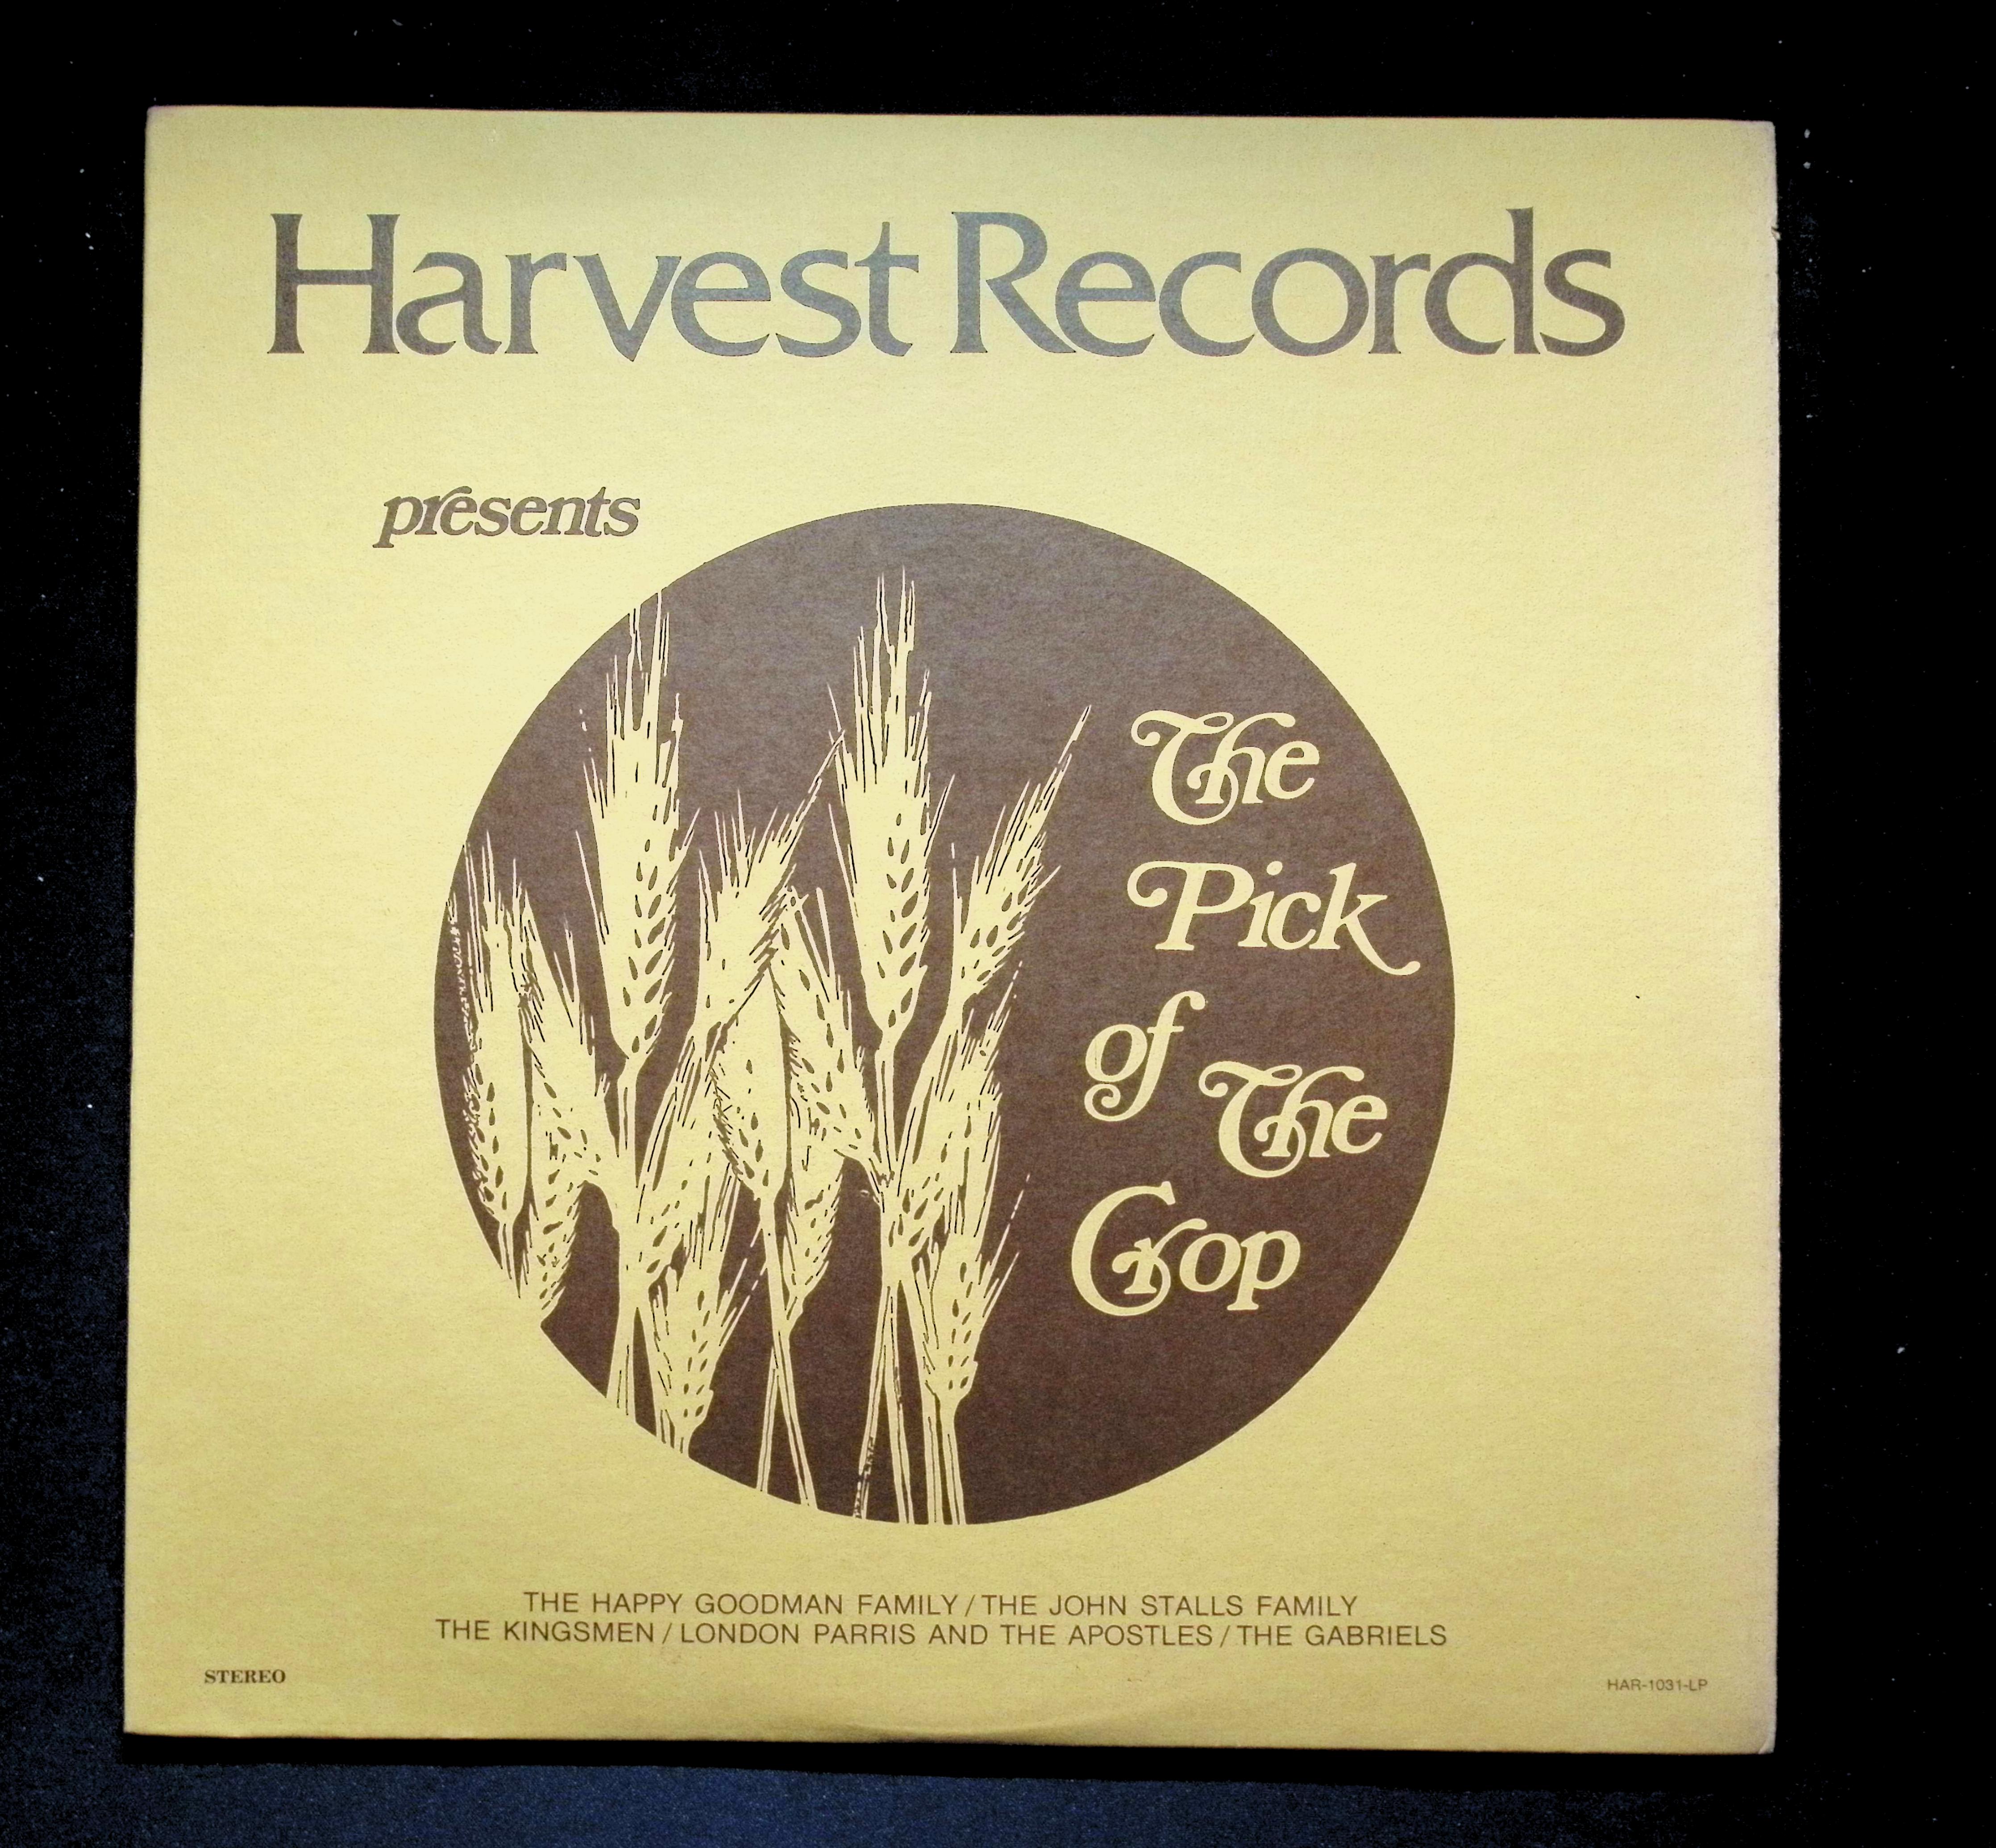 Harvest Records
presents
The
Pick
of The
Crop
THE HAPPY GOODMAN FAMILY / THE JOHN STALLS FAMILY
THE KINGSMEN / LONDON PARRIS AND THE APOSTLES / THE GABRIELS
STEREO
HAR-1031-LP